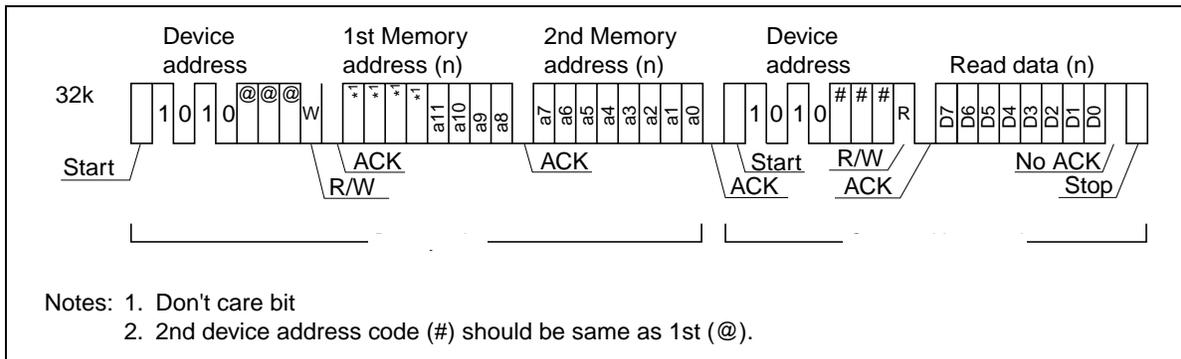 Device address
1st Memory address (n)
2nd Memory address (n)
Device address
Read data (n)
32k
1 0 1 0 @ @ @ W
*1 *1 *1 *1 a11 a10 a9 a8
a7 a6 a5 a4 a3 a2 a1 a0
1 0 1 0 # # # R
D7 D6 D5 D4 D3 D2 D1 D0
Start
R/W
ACK
ACK
ACK
Start
R/W
ACK
No ACK
Stop
Notes: 1. Don't care bit
2. 2nd device address code (#) should be same as 1st (@).